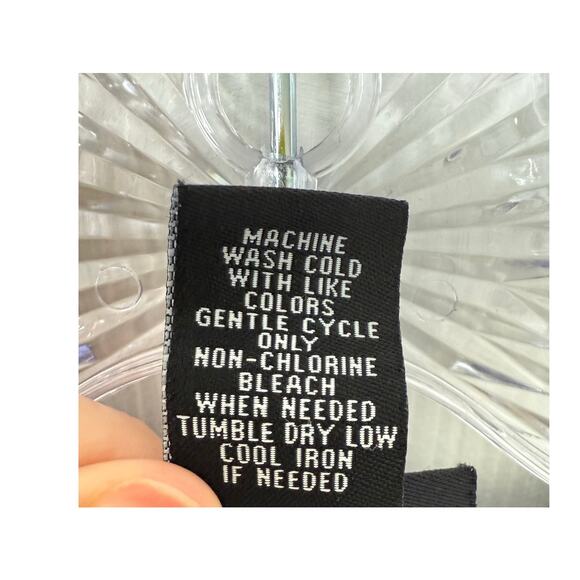 MACHINE
WASH COLD
WITH LIKE
COLORS
GENTLE CYCLE
ONLY
NON-CHLORINE
BLEACH
WHEN NEEDED
TUMBLE DRY LOW
COOL IRON
IF NEEDED